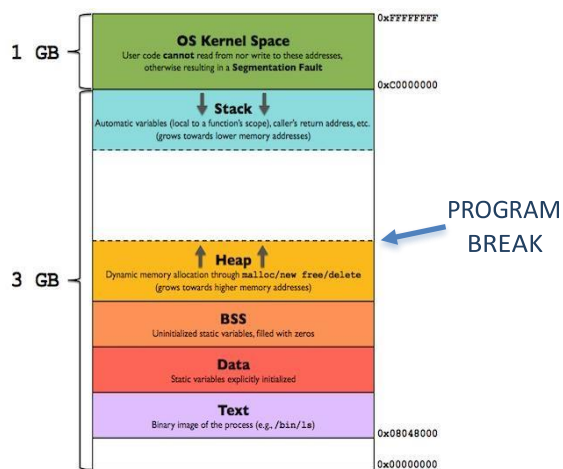 0xFFFFFFFF
1 GB
OS Kernel Space
User code cannot read from nor write to these addresses,
otherwise resulting in a Segmentation Fault
0xC0000000
Stack
Automatic variables (local to a function's scope), caller's return address, etc.
(grows towards lower memory addresses)
PROGRAM
BREAK
3 GB
Heap
Dynamic memory allocation through malloc/new free/delete
(grows towards higher memory addresses)
BSS
Uninitialized static variables, filled with zeros
Data
Static variables explicitly initialized
Text
Binary image of the process (e.g., /bin/ls)
0x08048000
0x00000000